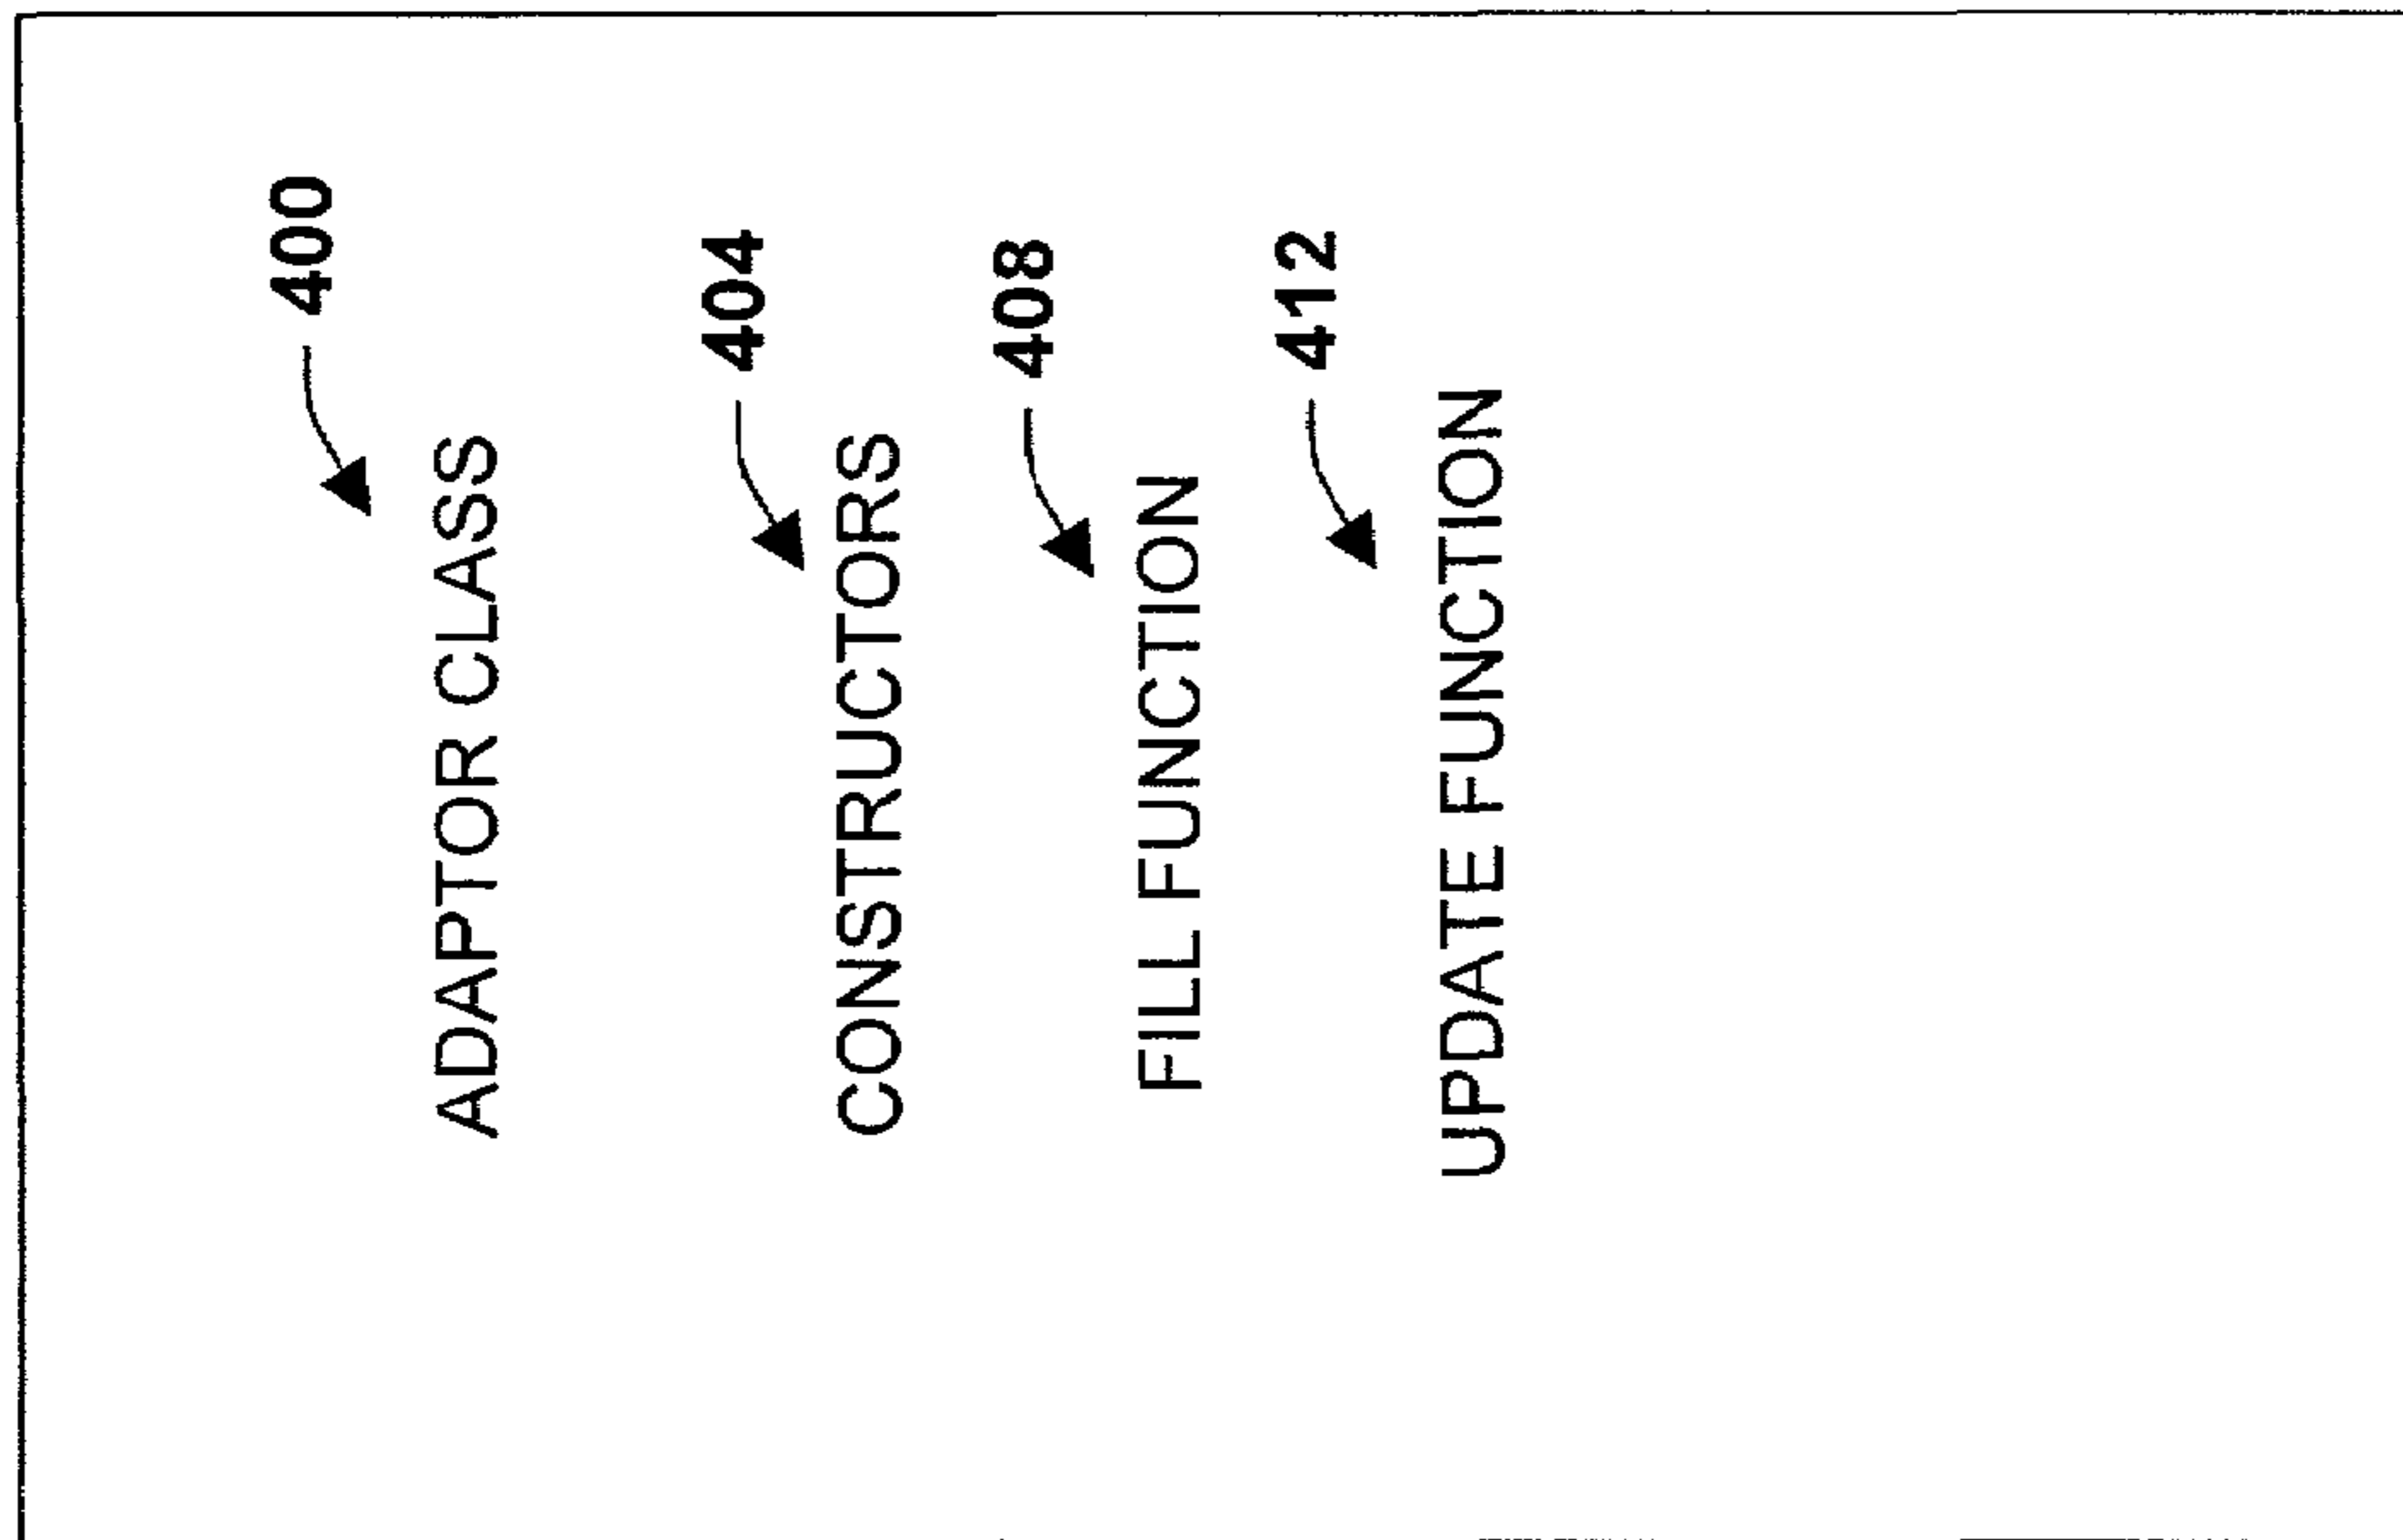 400
ADAPTOR CLASS
404
CONSTRUCTORS
408
FILL FUNCTION
412
UPDATE FUNCTION